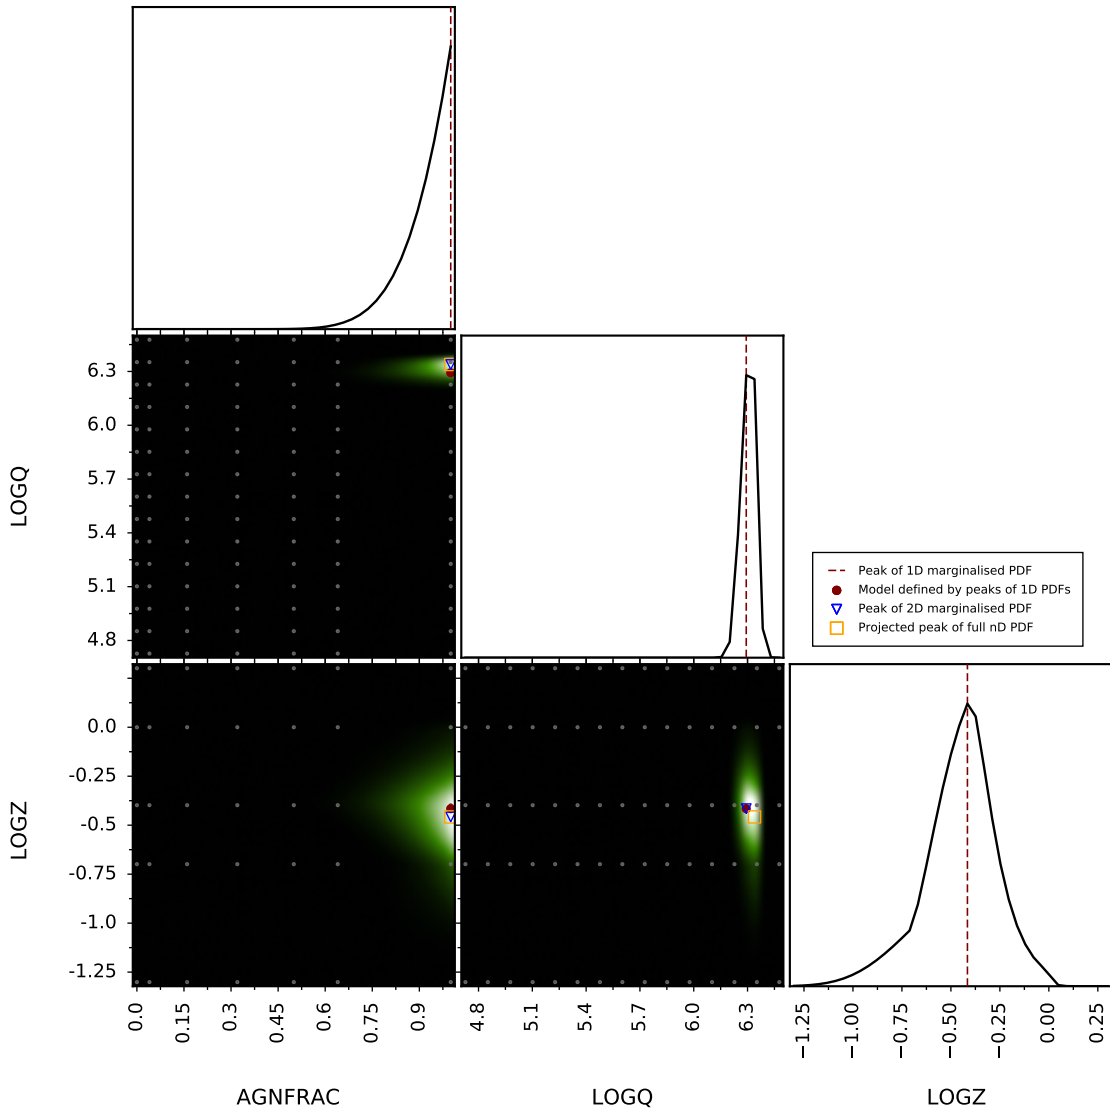 6.3
6.0
5.7
5.4
5.1
4.8
LOGQ
Peak of 1D marginalised PDF
Model defined by peaks of 1D PDFs
Peak of 2D marginalised PDF
Projected peak of full nD PDF
0.0
-0.25
-0.5
-0.75
-1.0
-1.25
LOGZ
0.0 0.15 0.3 0.45 0.6 0.75 0.9
4.8 5.1 5.4 5.7 6.0 6.3
−1.25 −1.00 −0.75 −0.50 −0.25 0.00 0.25
AGNFRAC LOGQ LOGZ